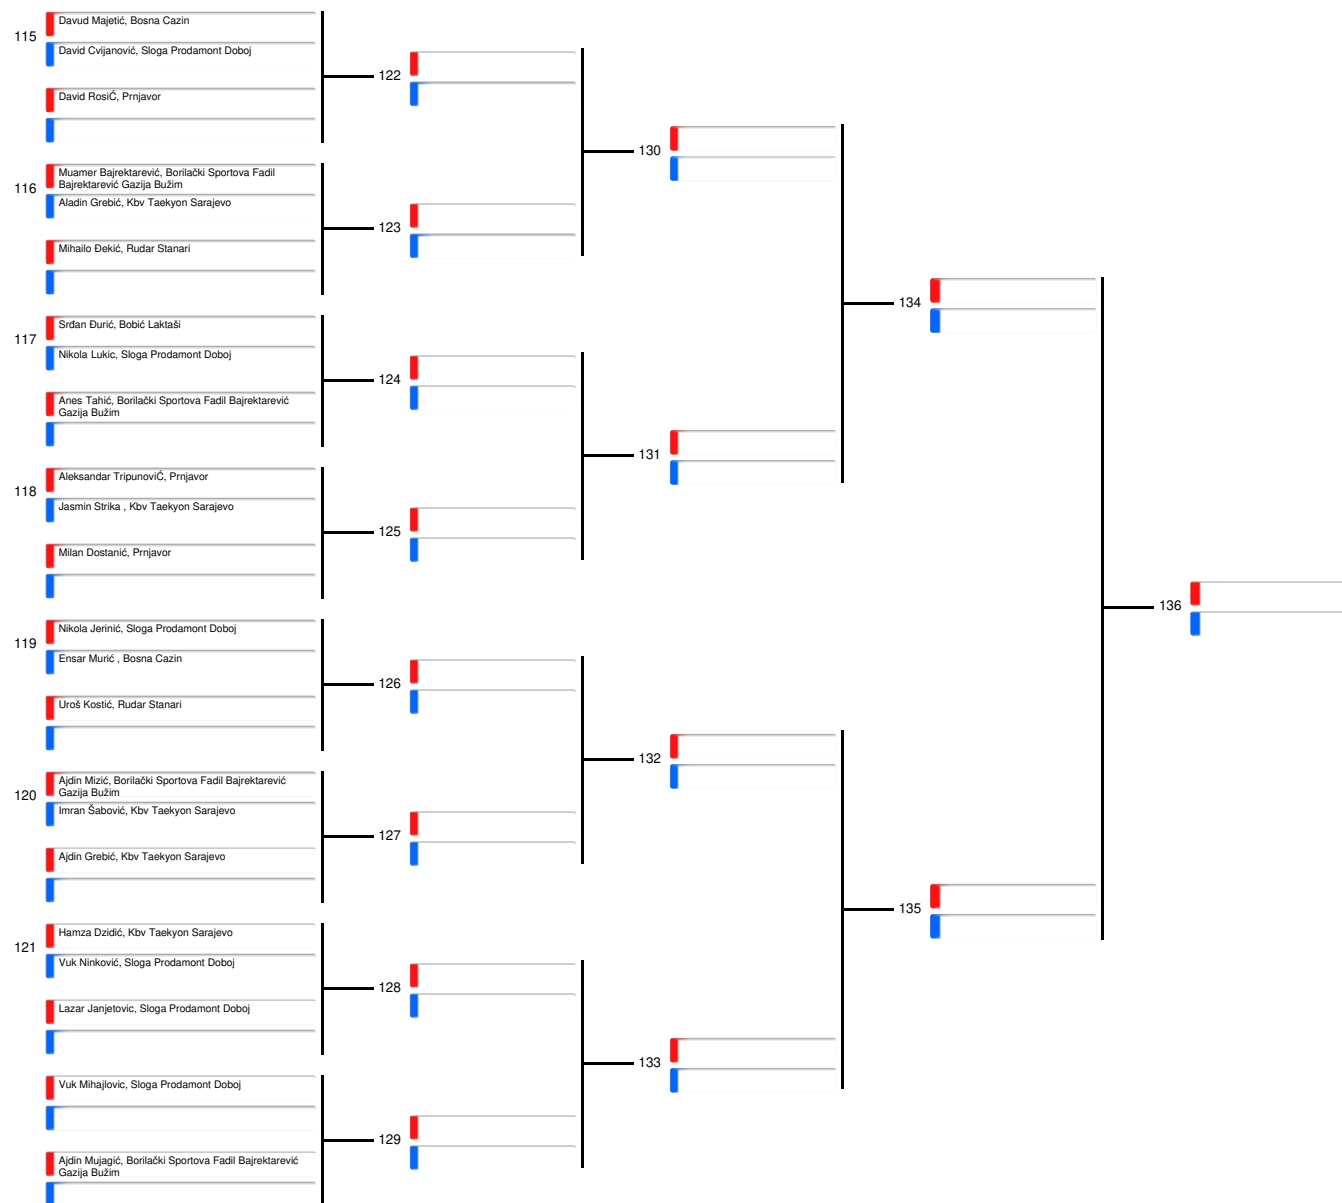 Davud Majetić, Bosna Cazin
115
David Cvijanović, Sloga Prodamont Doboj
122
David RosiĆ, Prnjavor
130
Muamer Bajrektarević, Borilački Sportova Fadil
Bajrektarević Gazija Bužim
116
Aladin Grebić, Kbv Taekyon Sarajevo
123
Mihailo Đekić, Rudar Stanari
134
Srđan Đurić, Bobić Laktaši
117
Nikola Lukic, Sloga Prodamont Doboj
124
Anes Tahić, Borilački Sportova Fadil Bajrektarević
Gazija Bužim
131
Aleksandar TripunoviĆ, Prnjavor
118
Jasmin Strika , Kbv Taekyon Sarajevo
125
Milan Dostanić, Prnjavor
136
Nikola Jerinić, Sloga Prodamont Doboj
119
Ensar Murić , Bosna Cazin
126
Uroš Kostić, Rudar Stanari
132
Ajdin Mizić, Borilački Sportova Fadil Bajrektarević
Gazija Bužim
120
Imran Šabović, Kbv Taekyon Sarajevo
127
Ajdin Grebić, Kbv Taekyon Sarajevo
135
Hamza Dzidić, Kbv Taekyon Sarajevo
121
Vuk Ninković, Sloga Prodamont Doboj
128
Lazar Janjetovic, Sloga Prodamont Doboj
133
Vuk Mihajlovic, Sloga Prodamont Doboj
129
Ajdin Mujagić, Borilački Sportova Fadil Bajrektarević
Gazija Bužim